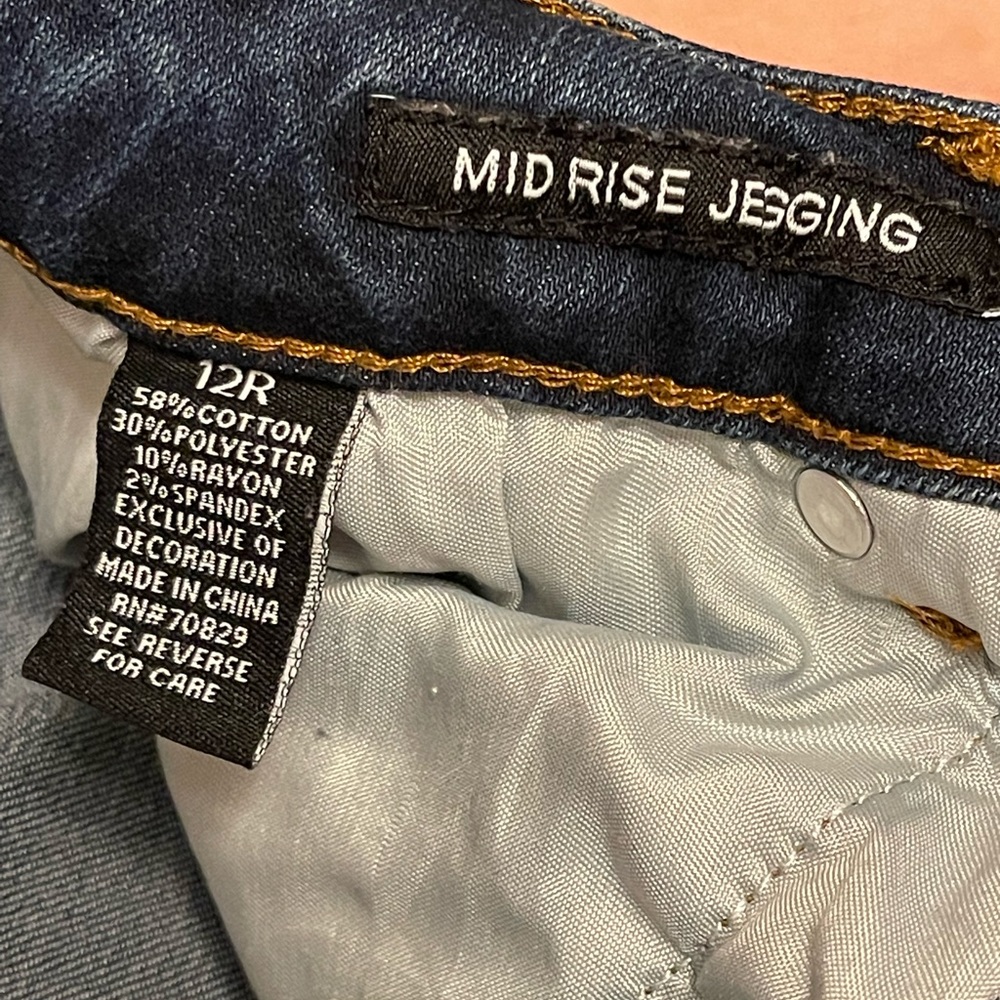 MID RISE JEGGING
12R
58% COTTON
30% POLYESTER
10% RAYON
2% SPANDEX
EXCLUSIVE OF
DECORATION
MADE IN CHINA
RN#70829
SEE REVERSE
FOR CARE